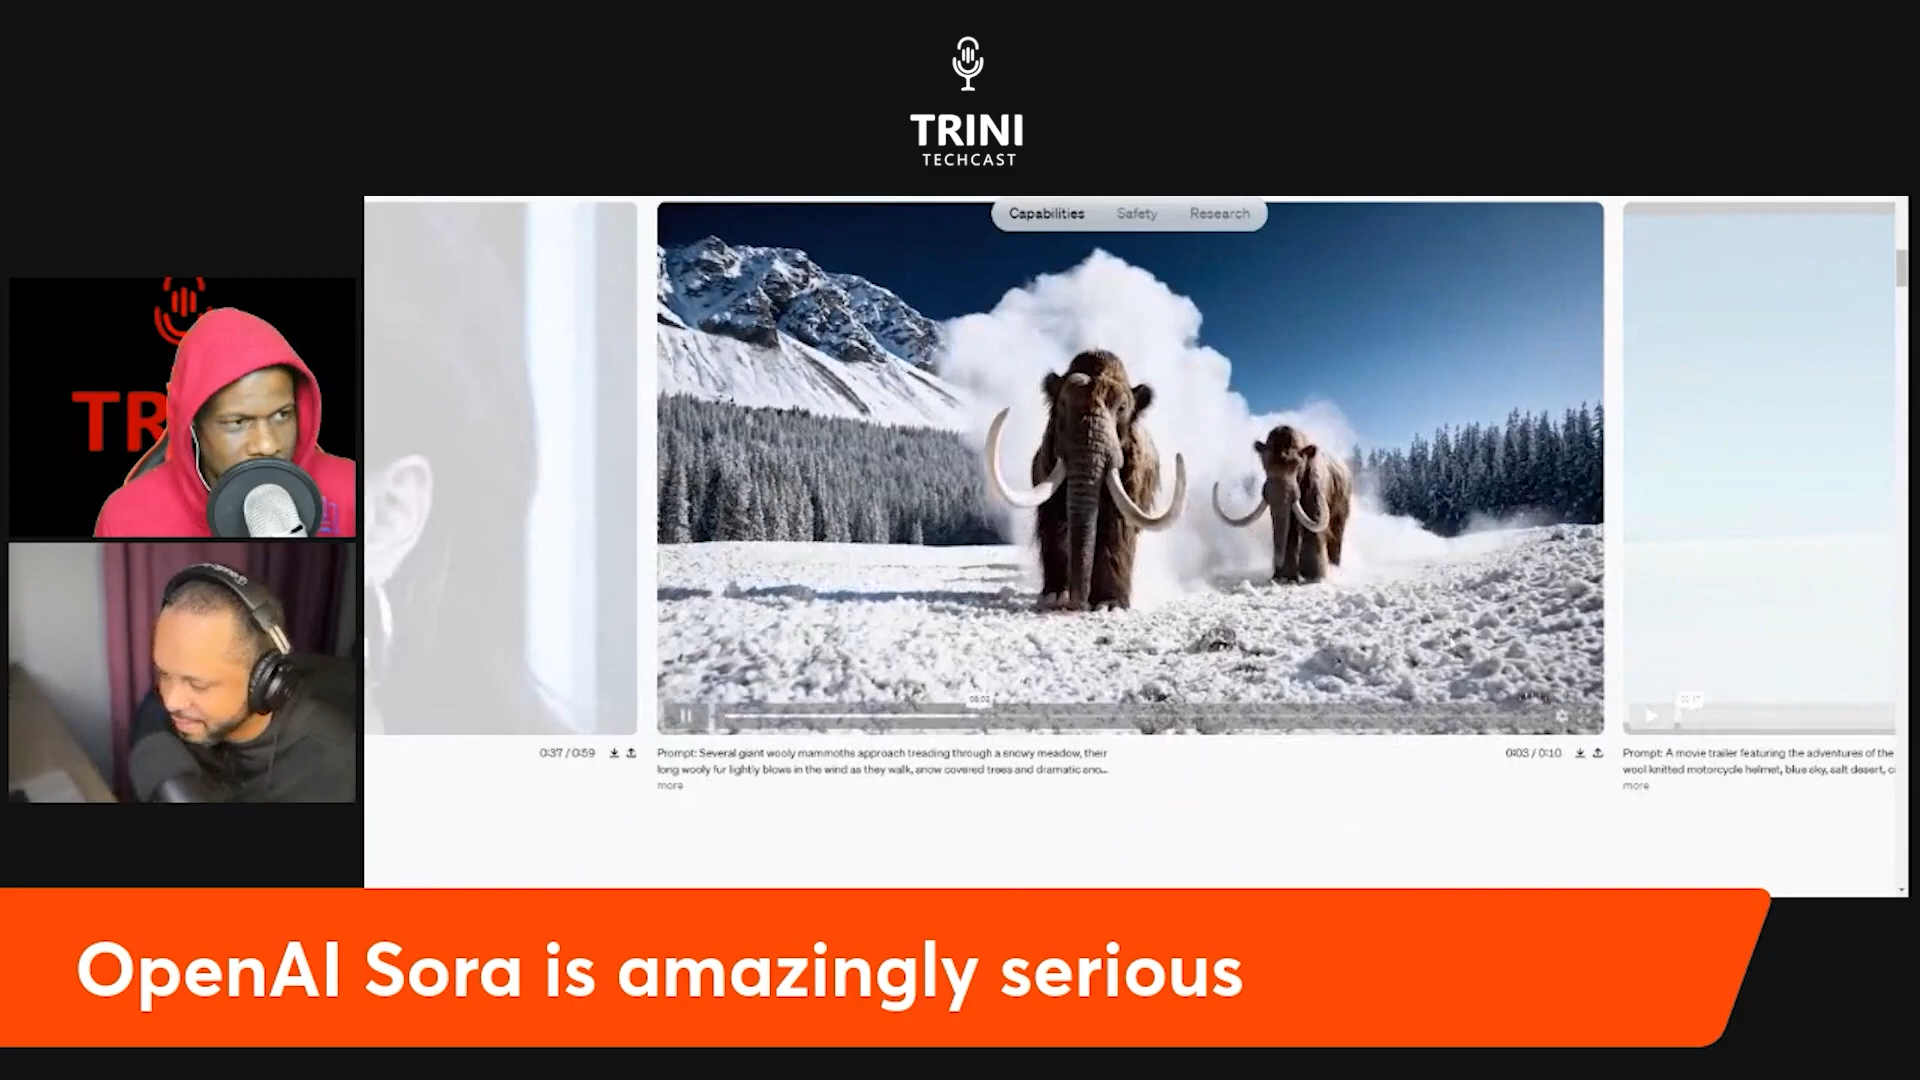 TRINI
TECHCAST
Capabilities Safety Research
TR
00:03
0:37 / 0:59
Prompt: Several giant wooly mammoths approach treading through a snowy meadow, their
long wooly fur lightly blows in the wind as they walk, snow covered trees and dramatic sno...
more
0:03 / 0:10
Prompt: A movie trailer featuring the adventures of the
wool knitted motorcycle helmet, blue sky, salt desert, c
more
OpenAI Sora is amazingly serious